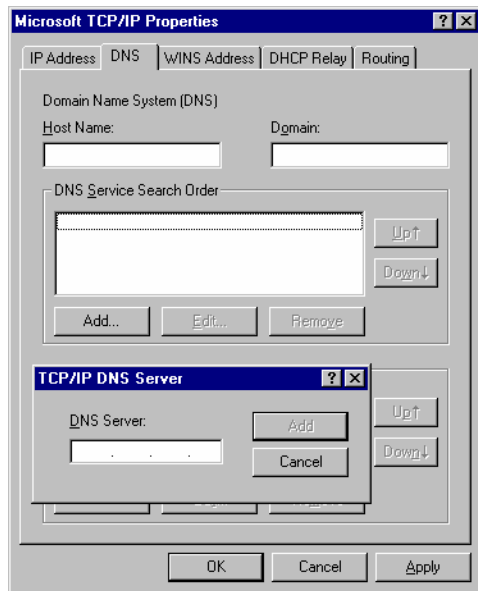 Microsoft TCP/IP Properties
IP Address DNS WINS Address DHCP Relay Routing
Domain Name System (DNS)
Host Name: Domain:
DNS Service Search Order
Up↑
Down↓
Add... Edit... Remove
TCP/IP DNS Server
DNS Server:
. . .
Add
Cancel
Up↑
Down↓
OK Cancel Apply